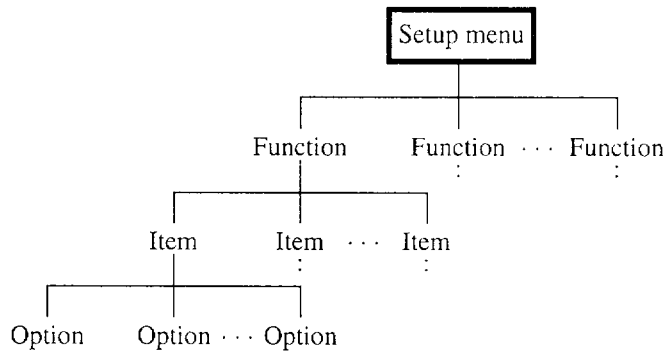 Setup menu
Function Function ··· Function
Item Item ··· Item
Option Option ··· Option